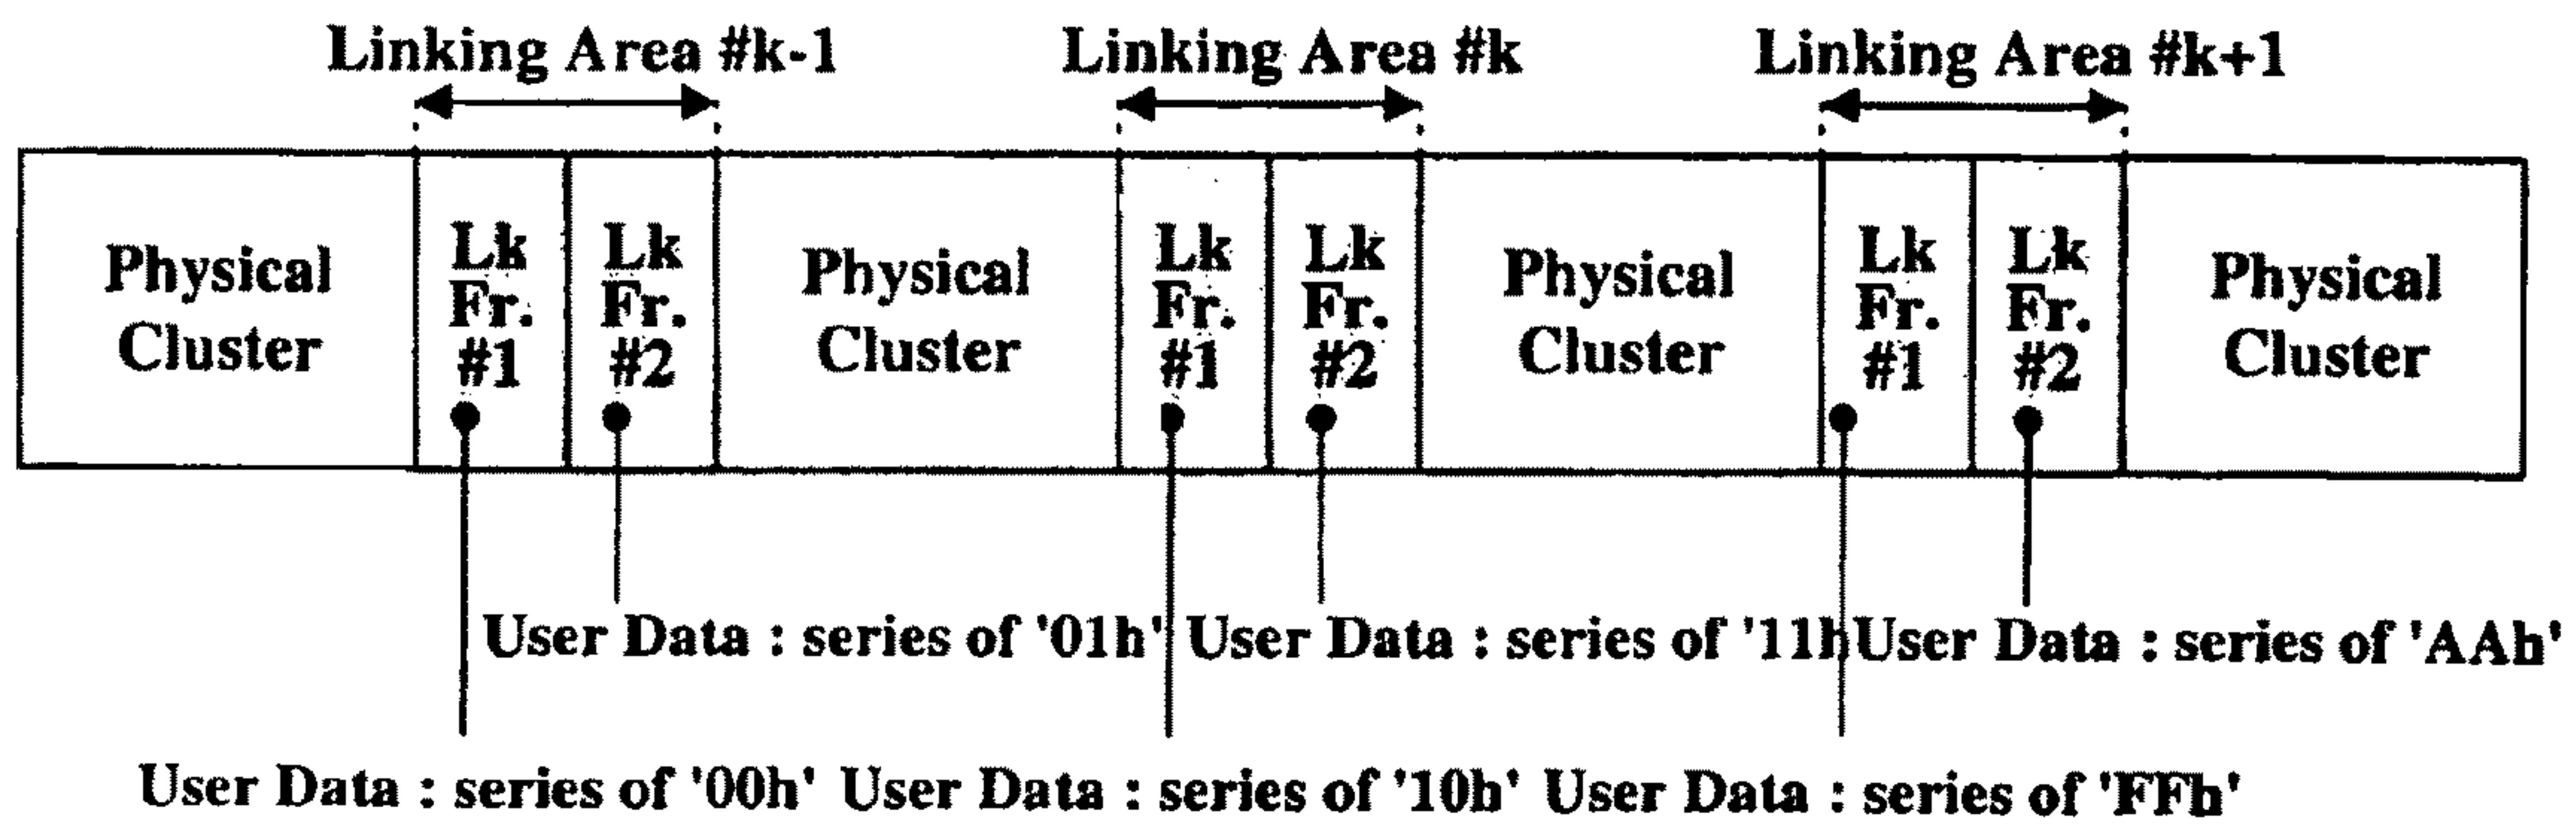 Linking Area #k-1 Linking Area #k Linking Area #k+1
Physical Cluster
Lk Fr. #1
Lk Fr. #2
Physical Cluster
Lk Fr. #1
Lk Fr. #2
Physical Cluster
Lk Fr. #1
Lk Fr. #2
Physical Cluster
User Data : series of '01h' User Data : series of '11h User Data : series of 'AAh'
User Data : series of '00h' User Data : series of '10h' User Data : series of 'FFh'